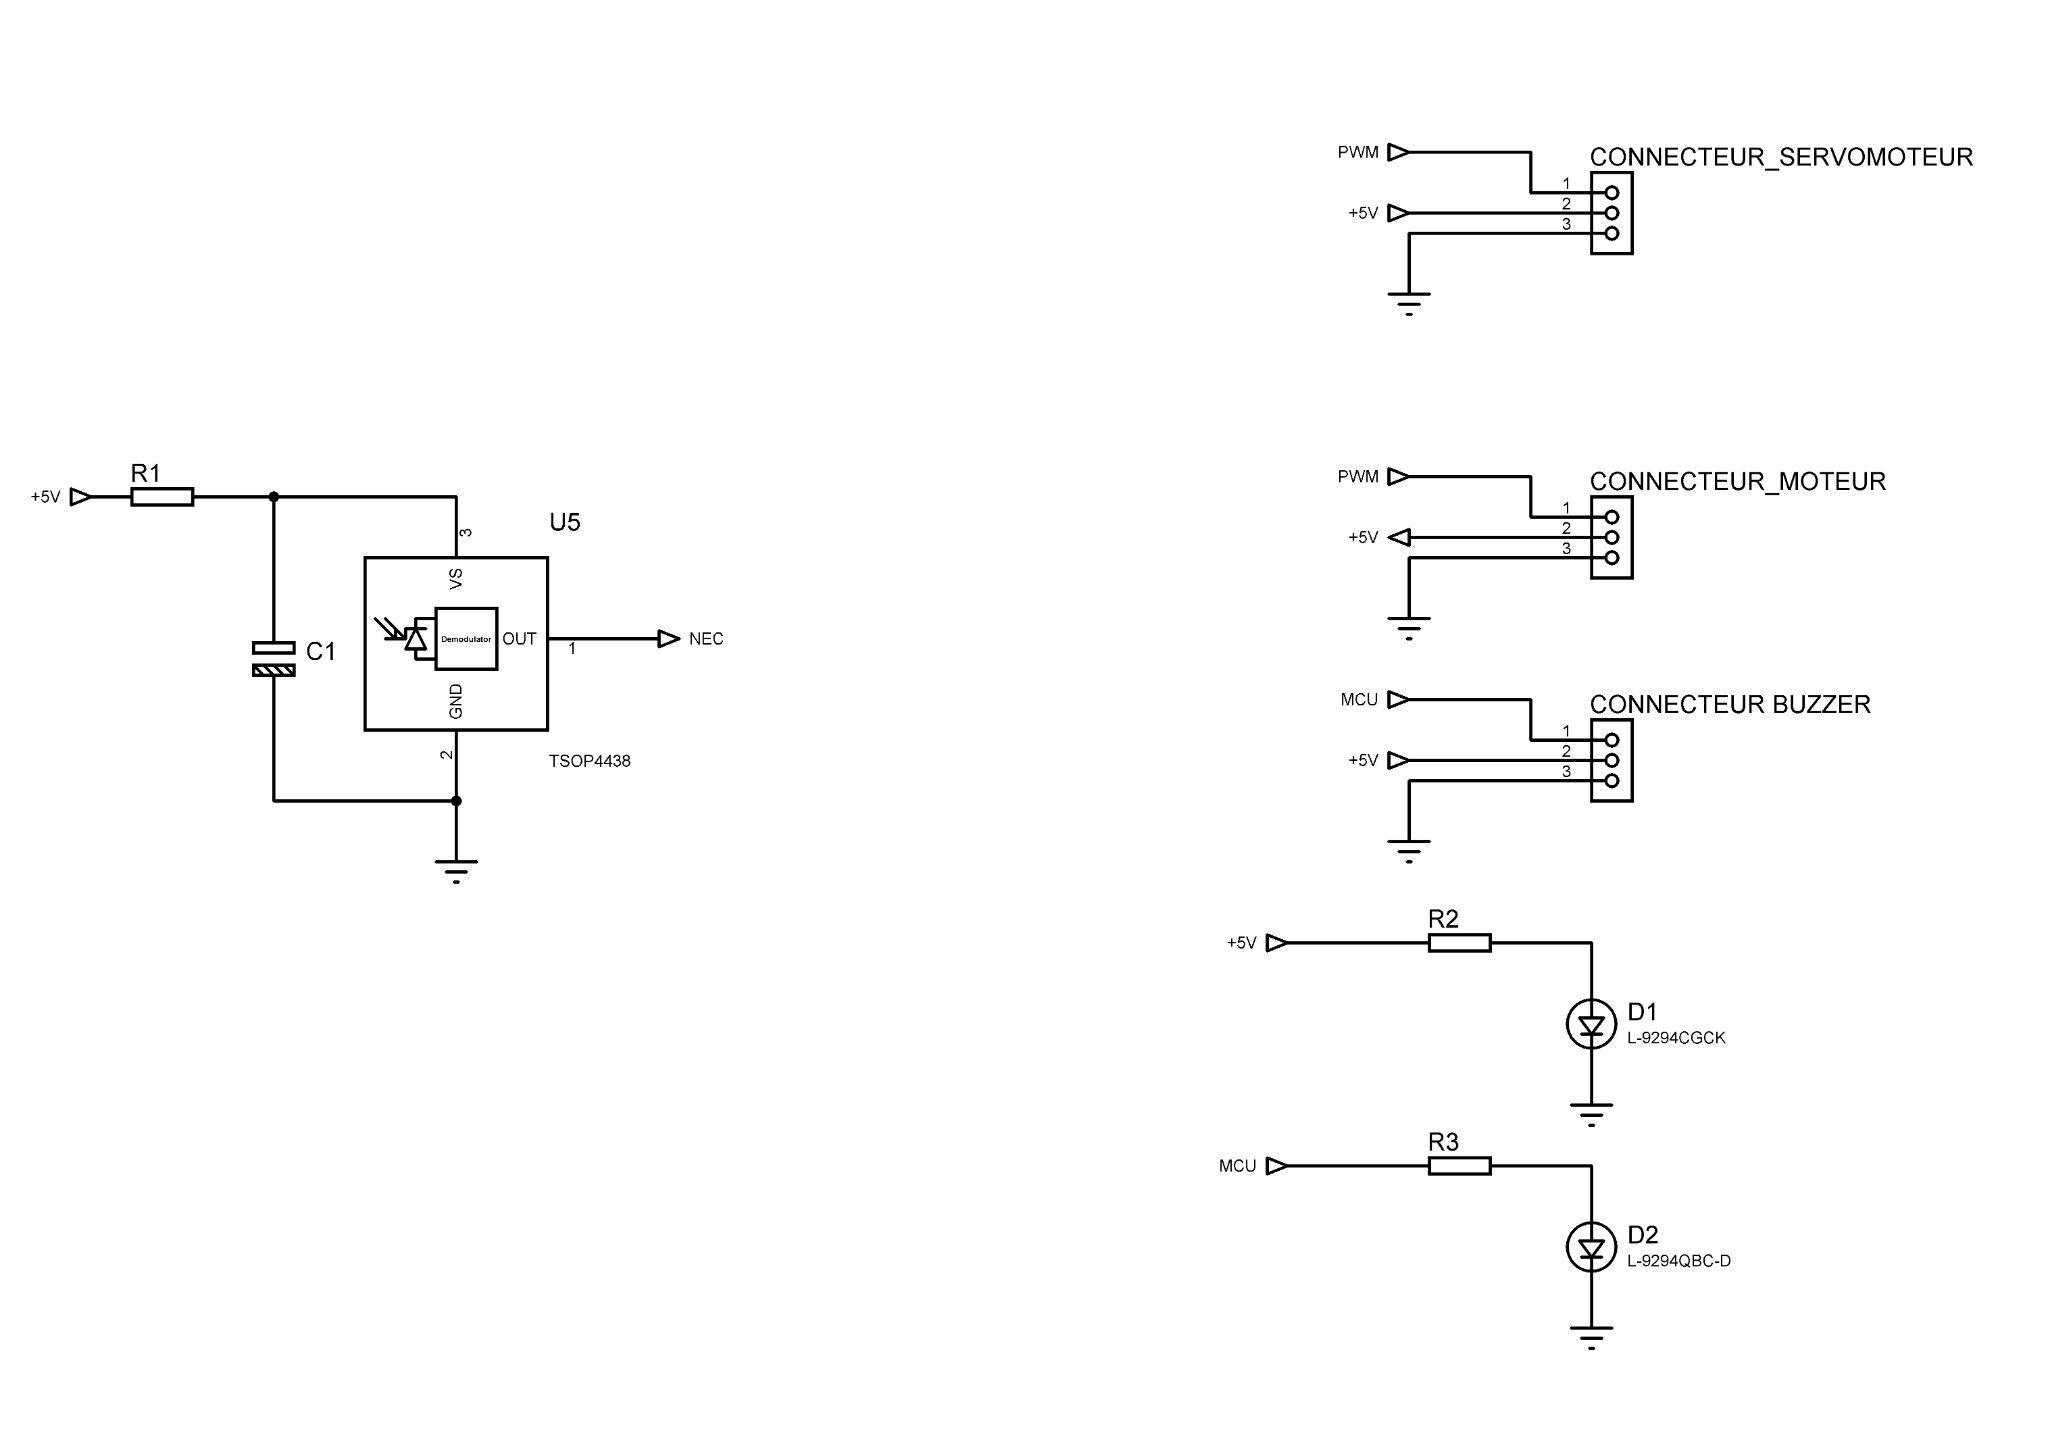 R1
+5V
U5
3
VS
Demodulator
OUT
1
NEC
C1
GND
2
TSOP4438
PWM
CONNECTEUR_SERVOMOTEUR
1
+5V
2
3
PWM
CONNECTEUR_MOTEUR
1
+5V
2
3
MCU
CONNECTEUR BUZZER
1
+5V
2
3
R2
+5V
D1
L-9294CGCK
R3
MCU
D2
L-9294QBC-D